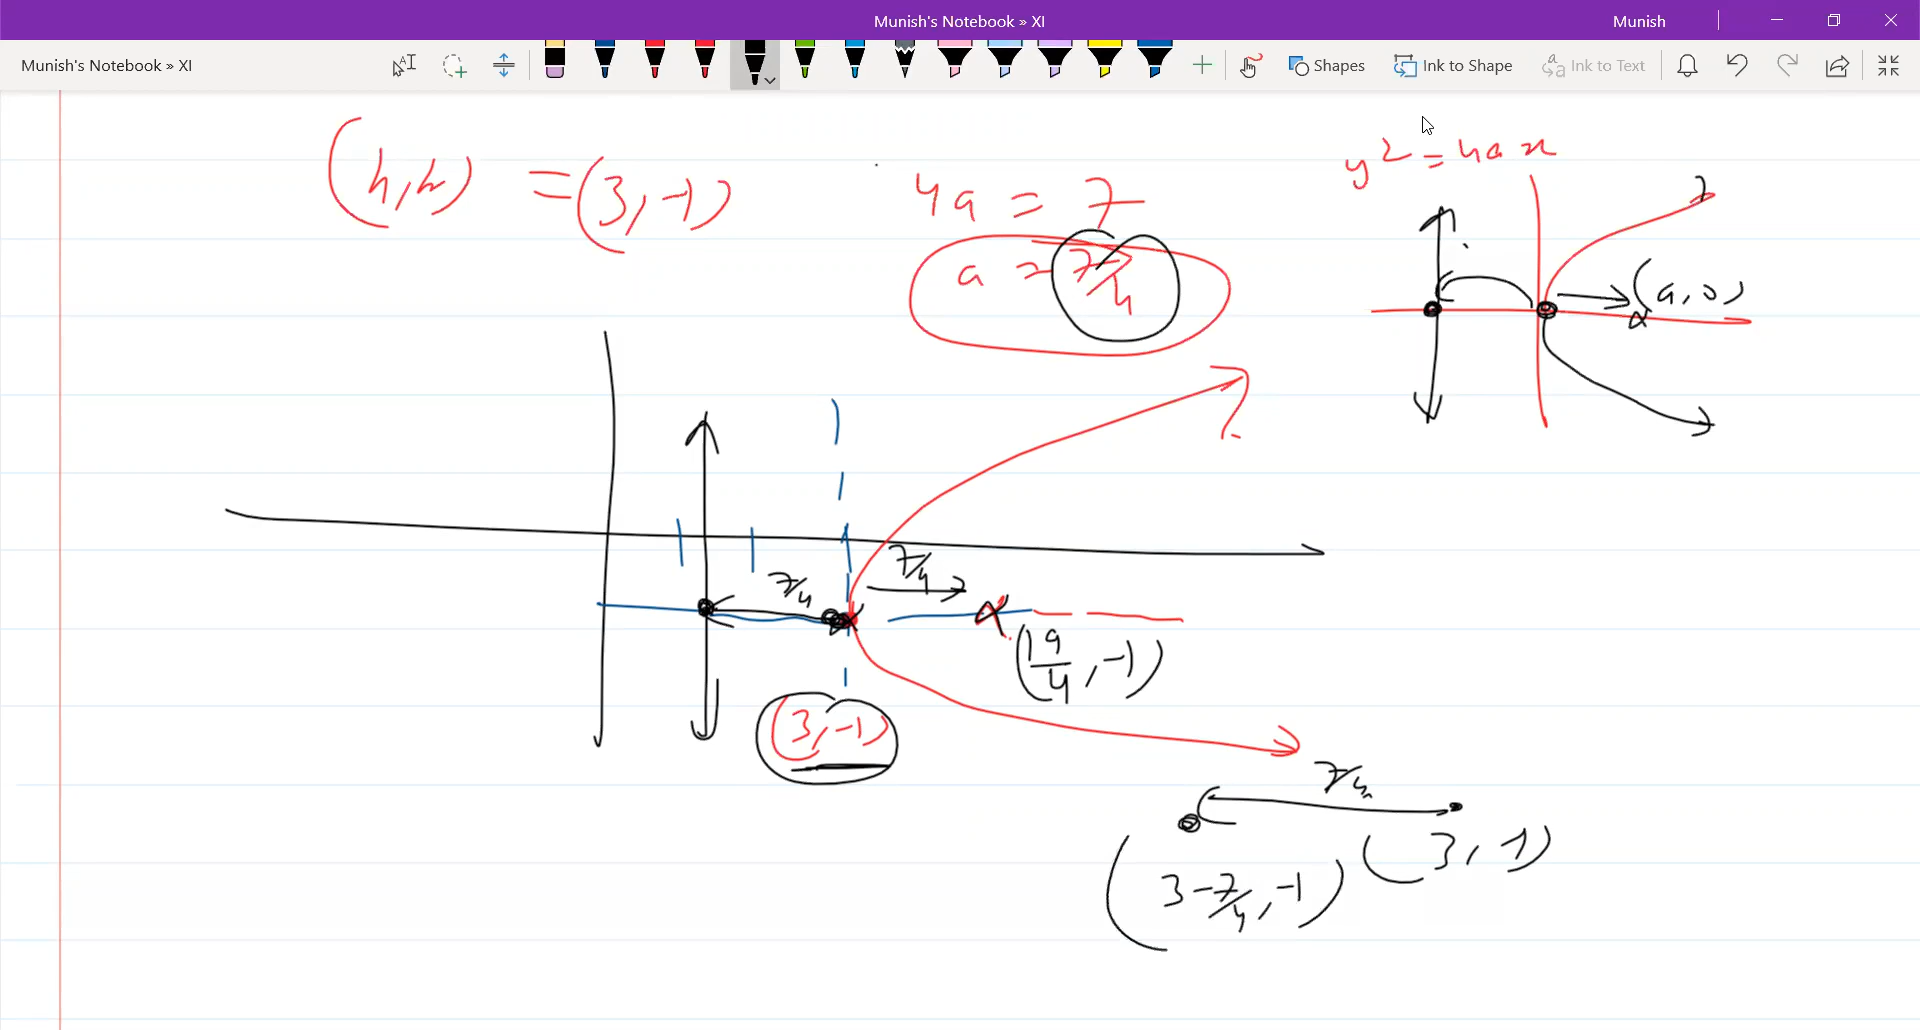 Munish's Notebook » XI
Munish
Munish's Notebook » XI
Shapes
Ink to Shape
Ink to Text
(h, k) = (3, -1)
4a = 7
a = 7/4
y² = 4ax
(a, 0)
7/4
7/4
(19/4, -1)
(3, -1)
7/4
(3 - 7/4, -1)
(3, -1)